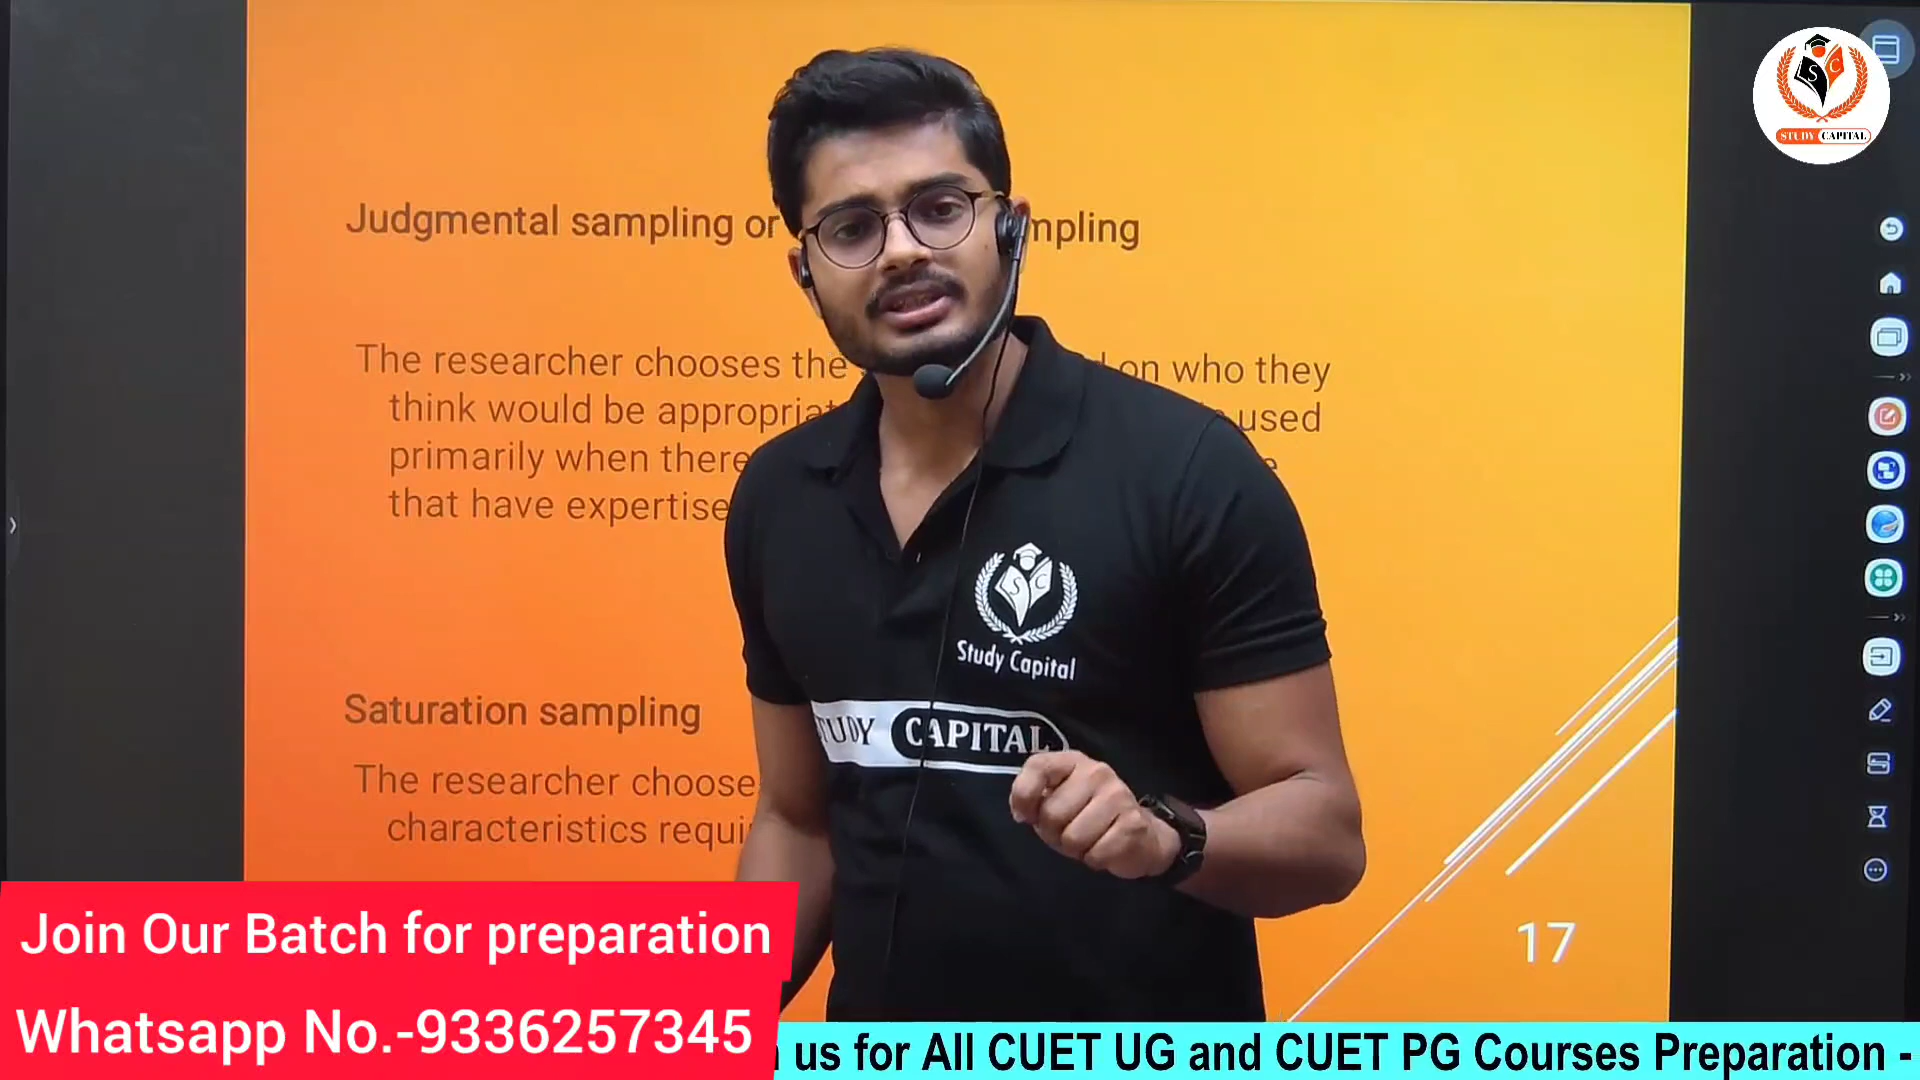 S C
STUDY CAPITAL
Judgmental sampling or mpling
The researcher chooses the on who they
think would be appropriat used
primarily when there
that have expertise
S C
Study Capital
TUDY CAPITAL
Saturation sampling
The researcher choose
characteristics requi
17
Join Our Batch for preparation
Whatsapp No.-9336257345
us for All CUET UG and CUET PG Courses Preparation -